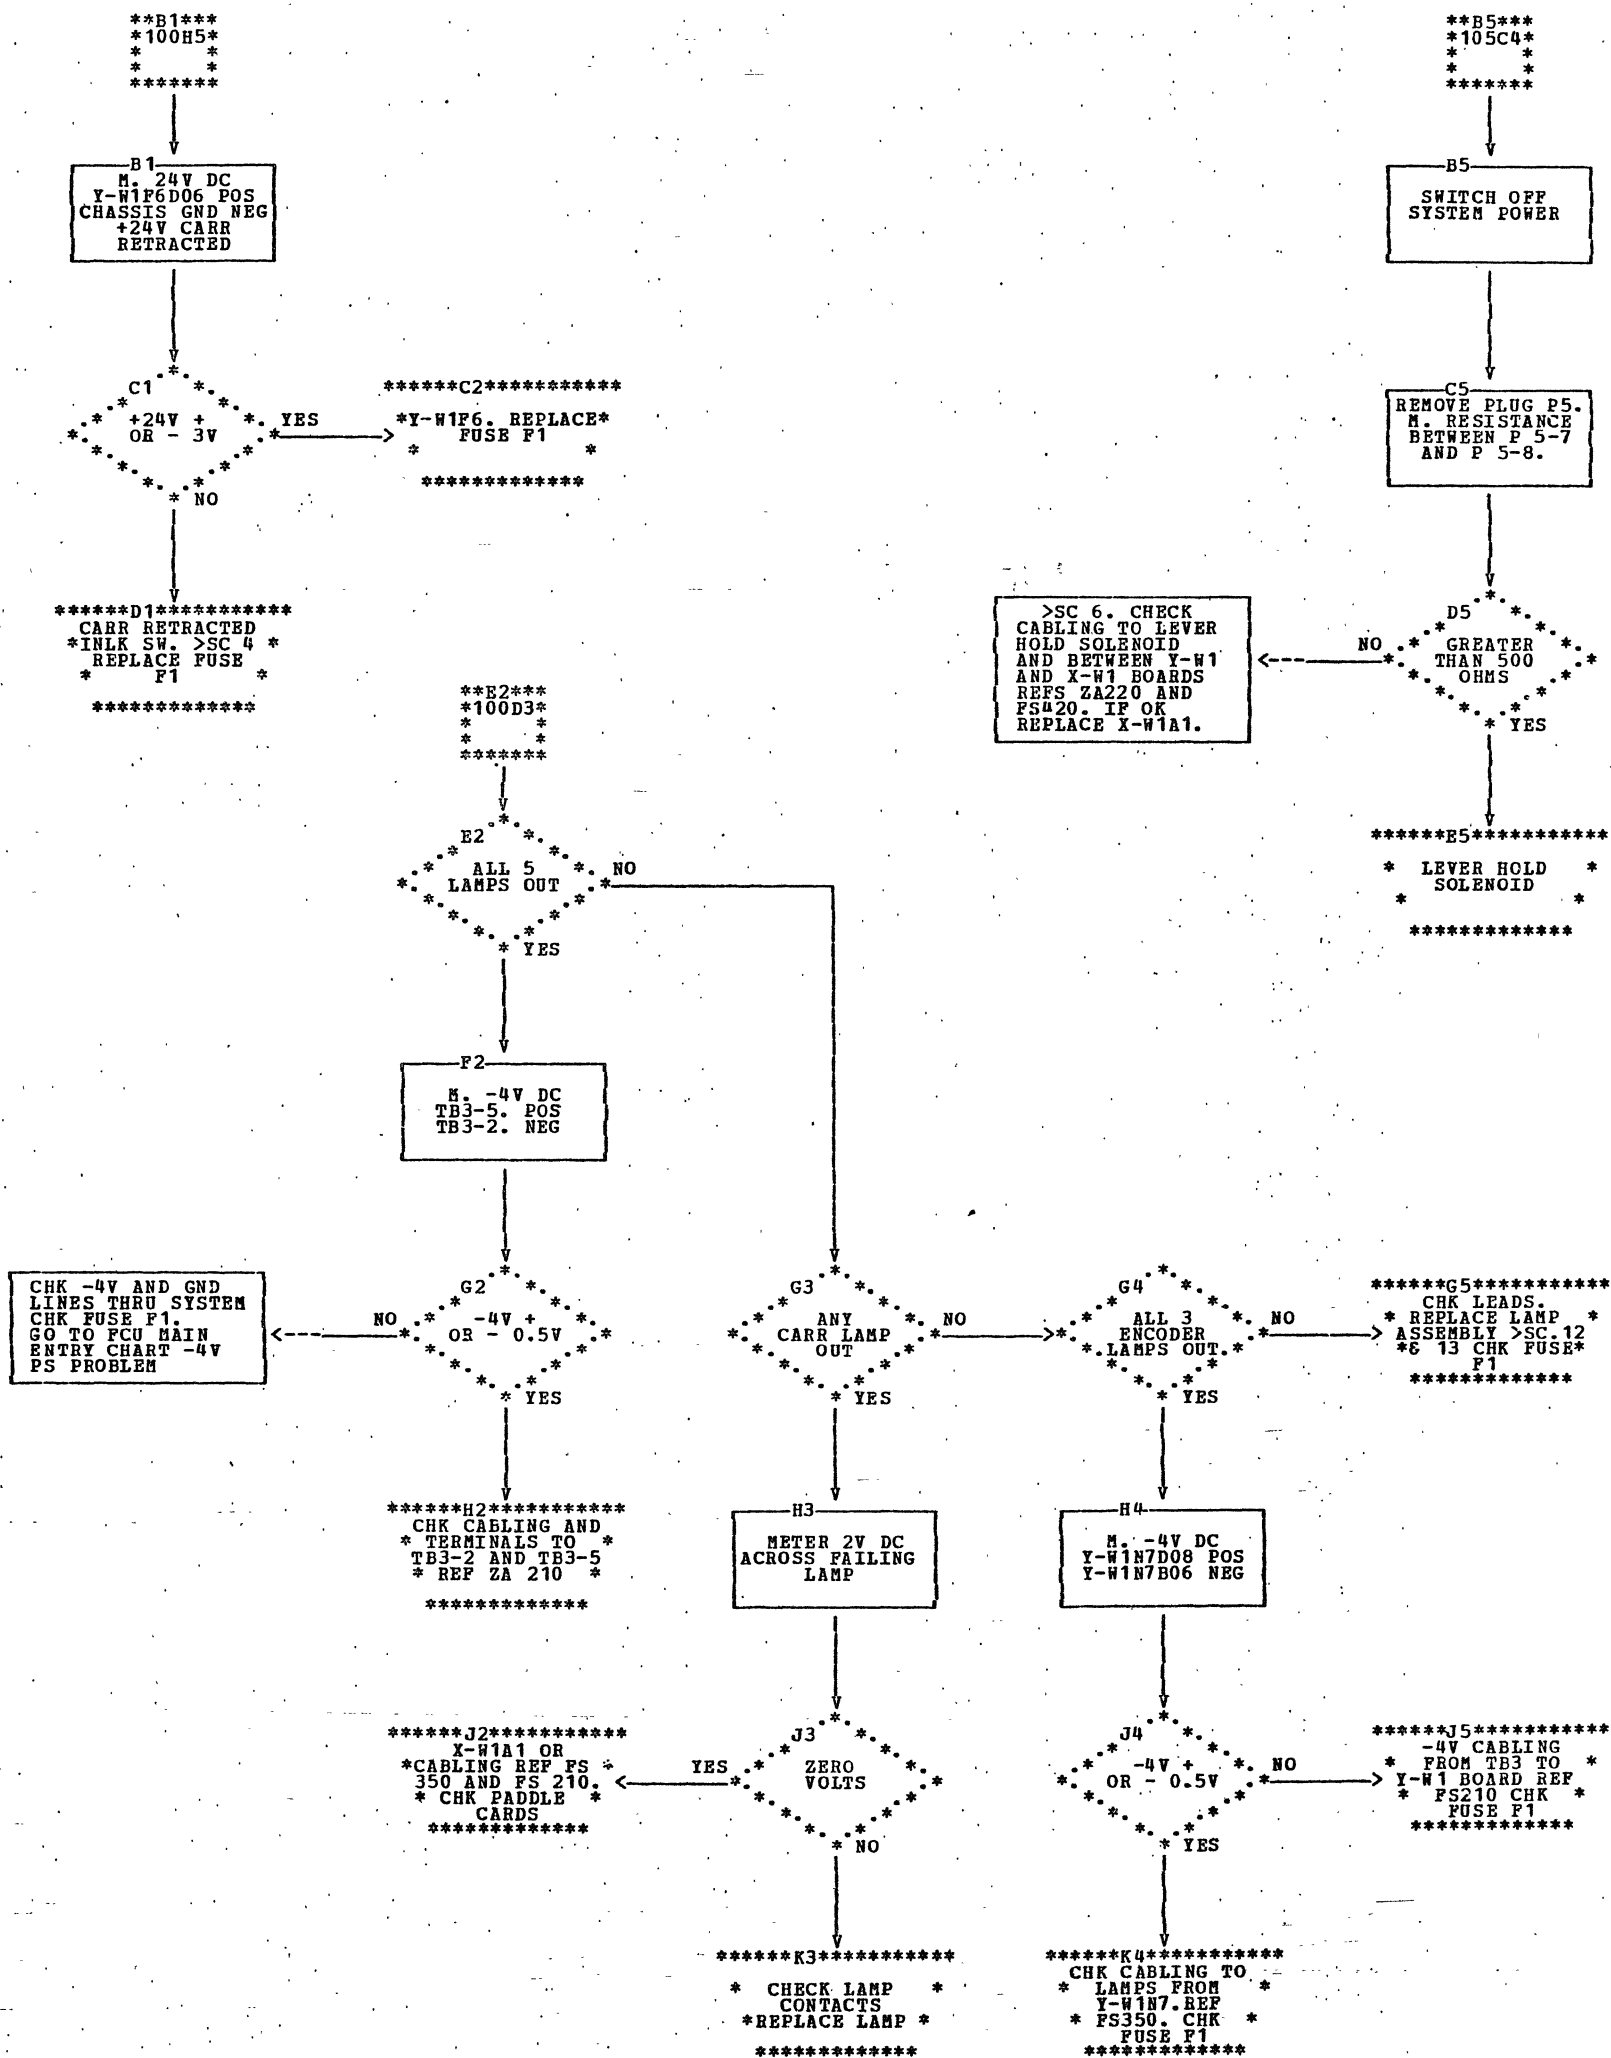 **B1***
*100H5*
* *
* *
*******
B1
M. 24V DC
Y-W1F6D06 POS
CHASSIS GND NEG
+24V CARR
RETRACTED
C1
+24V +
OR - 3V
YES
NO
******C2***********
*Y-W1F6. REPLACE*
FUSE F1
* *
*************
******D1***********
CARR RETRACTED
*INLK SW. >SC 4 *
REPLACE FUSE
* F1 *
*************
**B5***
*105C4*
* *
* *
*******
B5
SWITCH OFF
SYSTEM POWER
C5
REMOVE PLUG P5.
M. RESISTANCE
BETWEEN P 5-7
AND P 5-8.
D5
GREATER
THAN 500
OHMS
NO
YES
>SC 6. CHECK
CABLING TO LEVER
HOLD SOLENOID
AND BETWEEN Y-W1
AND X-W1 BOARDS
REFS ZA220 AND
FS420. IF OK
REPLACE X-W1A1.
******E5***********
* LEVER HOLD *
SOLENOID
* *
*************
**E2***
*100D3*
* *
* *
*******
E2
ALL 5
LAMPS OUT
NO
YES
F2
M. -4V DC
TB3-5. POS
TB3-2. NEG
G2
-4V +
OR - 0.5V
NO
YES
CHK -4V AND GND
LINES THRU SYSTEM
CHK FUSE F1.
GO TO FCU MAIN
ENTRY CHART -4V
PS PROBLEM
******H2***********
CHK CABLING AND
* TERMINALS TO *
TB3-2 AND TB3-5
* REF ZA 210 *
*************
G3
ANY
CARR LAMP
OUT
NO
YES
G4
ALL 3
ENCODER
LAMPS OUT.
NO
YES
******G5***********
CHK LEADS.
* REPLACE LAMP *
ASSEMBLY >SC.12
*& 13 CHK FUSE*
F1
*************
H3
METER 2V DC
ACROSS FAILING
LAMP
H4
M. -4V DC
Y-W1N7D08 POS
Y-W1N7B06 NEG
J3
ZERO
VOLTS
YES
NO
******J2***********
X-W1A1 OR
*CABLING REF FS *
350 AND FS 210.
* CHK PADDLE *
CARDS
*************
J4
-4V +
OR - 0.5V
NO
YES
******J5***********
-4V CABLING
* FROM TB3 TO *
Y-W1 BOARD REF
* FS210 CHK *
FUSE F1
*************
******K3***********
* CHECK LAMP *
CONTACTS
*REPLACE LAMP *
*************
******K4***********
CHK CABLING TO
* LAMPS FROM *
Y-W1N7.REF
* FS350. CHK *
FUSE F1
*************